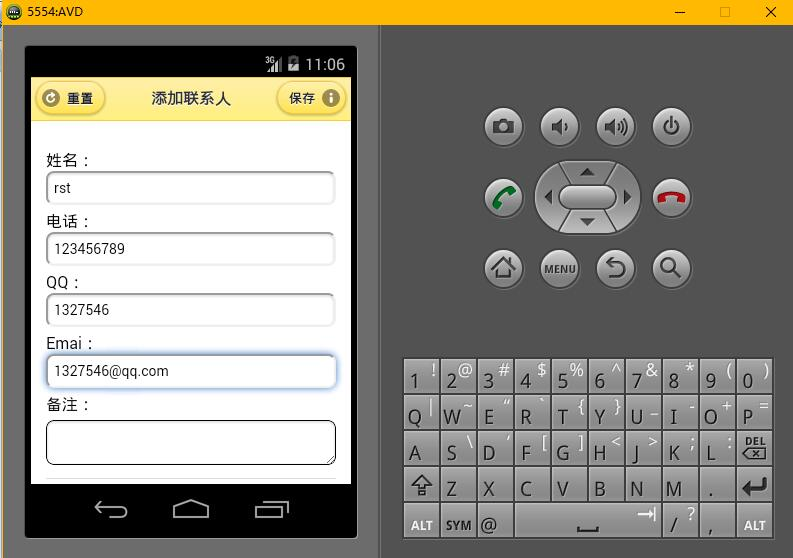 5554:AVD
3G 11:06
重置 添加联系人 保存
姓名：
rst
电话：
123456789
QQ：
1327546
Emai：
1327546@qq.com
备注：
MENU
1 ! 2 @ 3 # 4 $ 5 % 6 ^ 7 & 8 * 9 ( 0 )
Q | W ~ E “ R ` T { Y } U _ I - O + P =
A S \ D ‘ F [ G ] H < J > K ; L : DEL
Z X C V B N M .
ALT SYM @ / ? , ALT